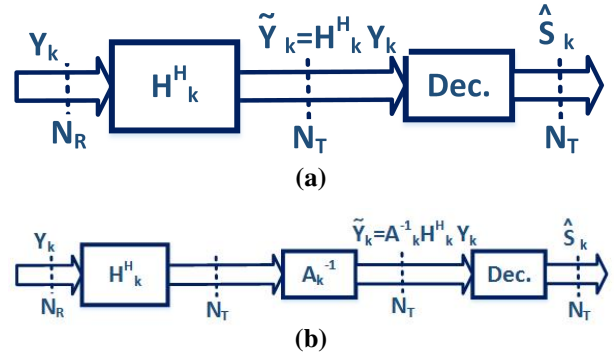 Y_k
H^H_k
Ỹ_k=H^H_k Y_k
Dec.
Ŝ_k
N_R
N_T
N_T
(a)
Y_k
H^H_k
A_k^-1
Ỹ_k=A^-1_k H^H_k Y_k
Dec.
Ŝ_k
N_R
N_T
N_T
N_T
(b)